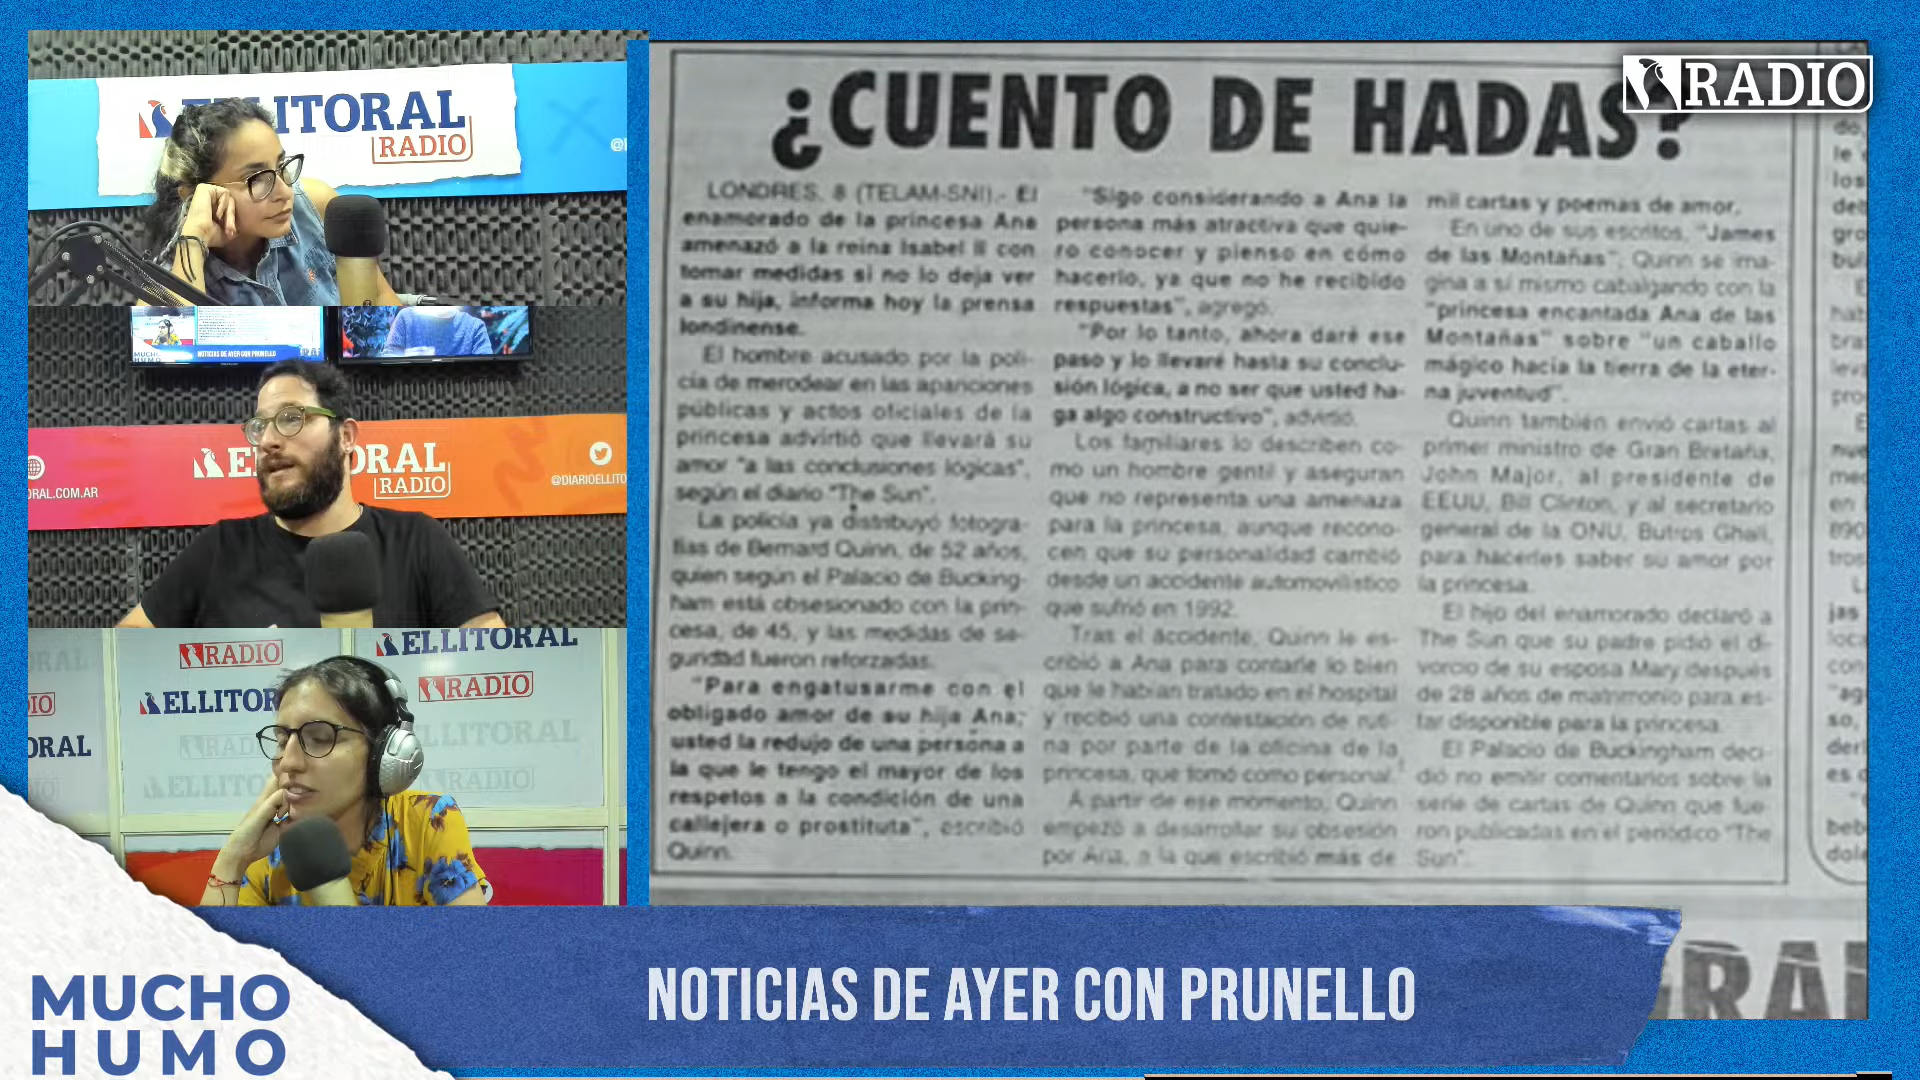 ELLITORAL
RADIO
NOTICIAS DE AYER CON PRUNELLO
ORAL.COM.AR
ELLITORAL
RADIO
@DIARIOELLITO
RADIO
ELLITORAL
ELLITORAL
RADIO
RADIO
¿CUENTO DE HADAS?
LONDRES, 8 (TELAM-SNI).- El
enamorado de la princesa Ana
amenazó a la reina Isabel II con
tomar medidas si no lo deja ver
a su hija, informa hoy la prensa
londinense.
El hombre acusado por la poli-
cía de merodear en las apariciones
públicas y actos oficiales de la
princesa advirtió que llevará su
amor "a las conclusiones lógicas",
según el diario "The Sun".
La policía ya distribuyó fotogra-
fías de Bernard Quinn, de 52 años,
quien según el Palacio de Bucking-
ham está obsesionado con la prin-
cesa, de 45, y las medidas de se-
guridad fueron reforzadas.
"Para engatusarme con el
obligado amor de su hija Ana,
usted la redujo de una persona a
la que le tengo el mayor de los
respetos a la condición de una
callejera o prostituta", escribió
Quinn.
"Sigo considerando a Ana la
persona más atractiva que quie-
ro conocer y pienso en cómo
hacerlo, ya que no he recibido
respuestas", agregó.
"Por lo tanto, ahora daré ese
paso y lo llevaré hasta su conclu-
sión lógica, a no ser que usted ha-
ga algo constructivo", advirtió.
Los familiares lo describen co-
mo un hombre gentil y aseguran
que no representa una amenaza
para la princesa, aunque recono-
cen que su personalidad cambió
desde un accidente automovilístico
que sufrió en 1992.
Tras el accidente, Quinn le es-
cribió a Ana para contarle lo bien
que le habían tratado en el hospital
y recibió una contestación de ruti-
na por parte de la oficina de la
princesa, que tomó como personal.
A partir de ese momento, Quinn
empezó a desarrollar su obsesión
por Ana, a la que escribió más de
mil cartas y poemas de amor.
En uno de sus escritos, "James
de las Montañas", Quinn se ima-
gina a sí mismo cabalgando con la
"princesa encantada Ana de las
Montañas" sobre "un caballo
mágico hacia la tierra de la eter-
na juventud".
Quinn también envió cartas al
primer ministro de Gran Bretaña,
John Major, al presidente de
EEUU, Bill Clinton, y al secretario
general de la ONU, Butros Ghali,
para hacerles saber su amor por
la princesa.
El hijo del enamorado declaró a
The Sun que su padre pidió el di-
vorcio de su esposa Mary después
de 28 años de matrimonio para es-
tar disponible para la princesa.
El Palacio de Buckingham deci-
dió no emitir comentarios sobre la
serie de cartas de Quinn que fue-
ron publicadas en el periódico "The
Sun".
RADIO
NOTICIAS DE AYER CON PRUNELLO
MUCHO
HUMO